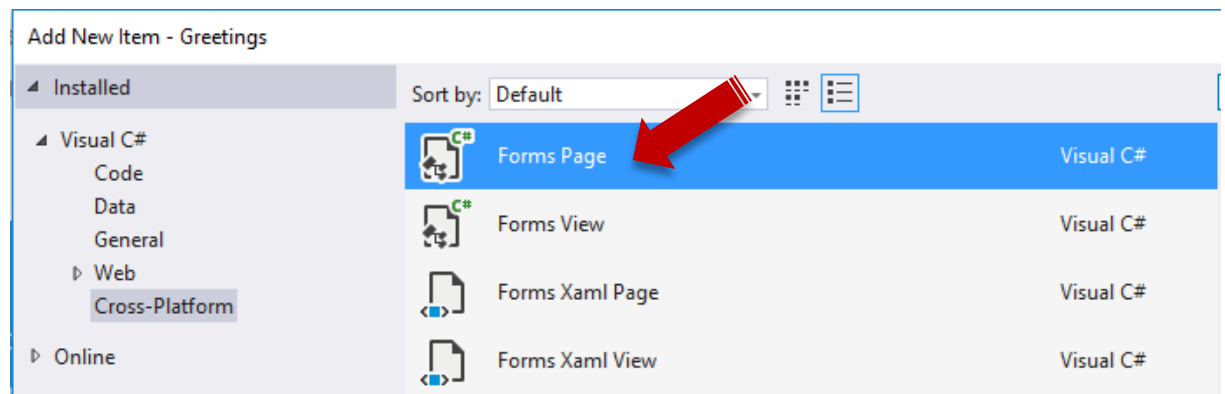 Add New Item - Greetings
Installed
Sort by: Default
Visual C#
Code
Data
General
Web
Cross-Platform
Online
C#
Forms Page Visual C#
C#
Forms View Visual C#
Forms Xaml Page Visual C#
Forms Xaml View Visual C#